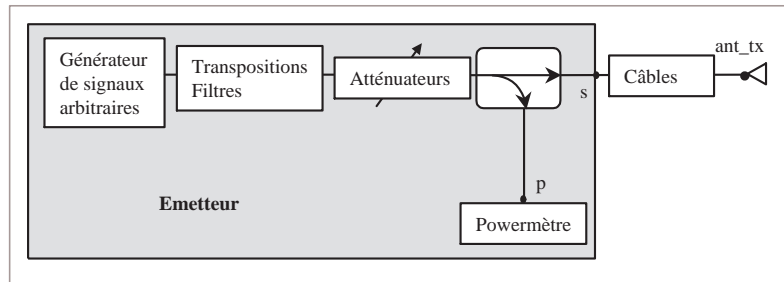 Générateur
de signaux
arbitraires
Transpositions
Filtres
Atténuateurs
s
Câbles
ant_tx
p
Powermètre
Emetteur